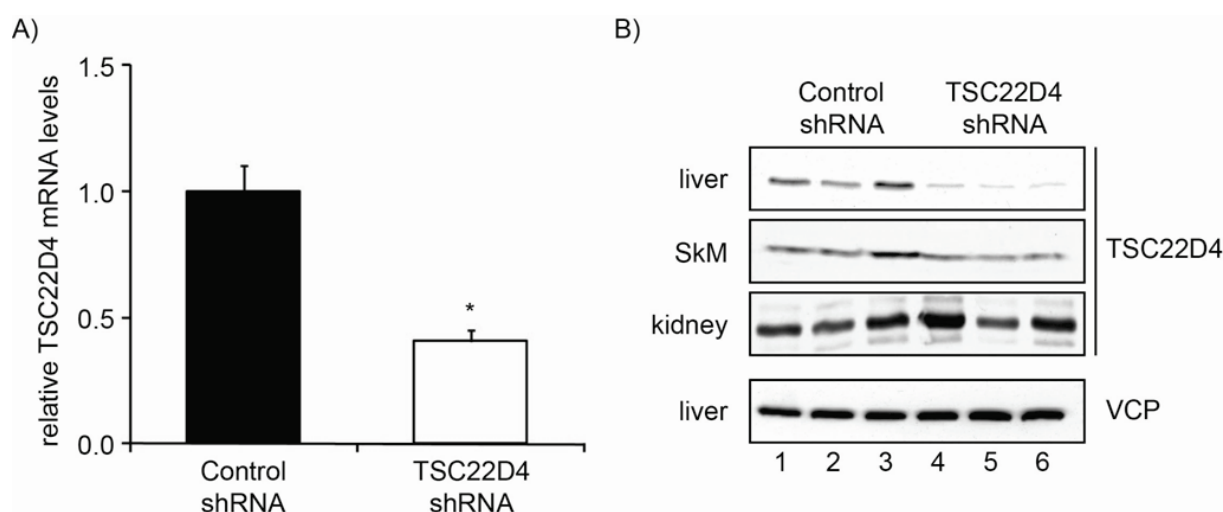 A)
relative TSC22D4 mRNA levels
1.5
1.0
0.5
0.0
*
Control
shRNA
TSC22D4
shRNA
B)
Control
shRNA
TSC22D4
shRNA
liver
SkM
kidney
TSC22D4
liver
VCP
1 2 3 4 5 6